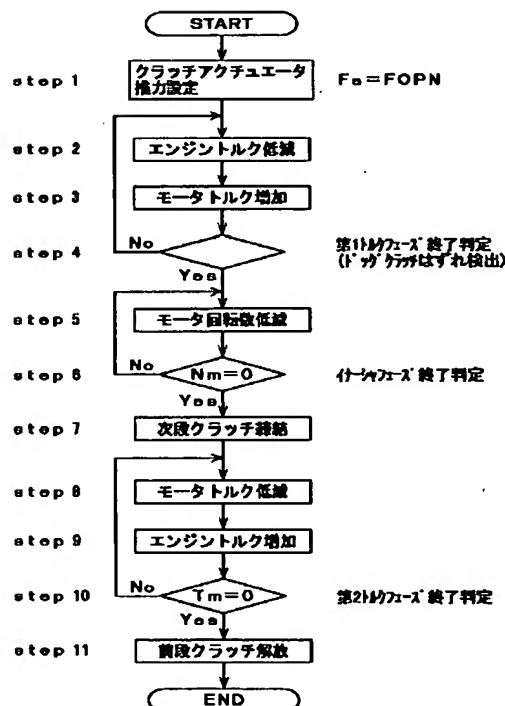 START
step 1 クラッチアクチュエータ Fa=FOPN
推力設定
step 2 エンジントルク低減
step 3 モータトルク増加
No 第1トルクフェーズ終了判定
step 4 (ドッグクラッチはずれ検出)
Yes
step 5 モータ回転数低減
No
step 6 Nm=0 イナーシャフェーズ終了判定
Yes
step 7 次段クラッチ締結
step 8 モータトルク低減
step 9 エンジントルク増加
No
step 10 Tm=0 第2トルクフェーズ終了判定
Yes
step 11 前段クラッチ解放
END